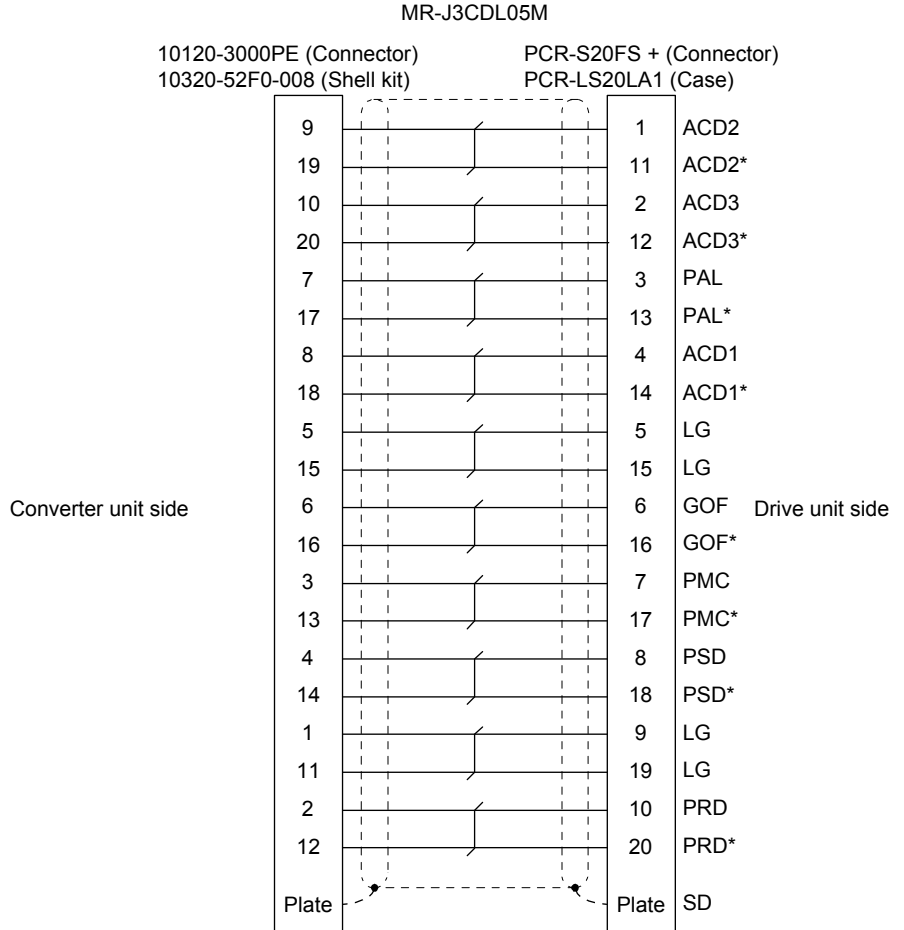 MR-J3CDL05M
10120-3000PE (Connector) PCR-S20FS + (Connector)
10320-52F0-008 (Shell kit) PCR-LS20LA1 (Case)
9 1 ACD2
19 11 ACD2*
10 2 ACD3
20 12 ACD3*
7 3 PAL
17 13 PAL*
8 4 ACD1
18 14 ACD1*
5 5 LG
15 15 LG
Converter unit side 6 6 GOF Drive unit side
16 16 GOF*
3 7 PMC
13 17 PMC*
4 8 PSD
14 18 PSD*
1 9 LG
11 19 LG
2 10 PRD
12 20 PRD*
Plate Plate SD